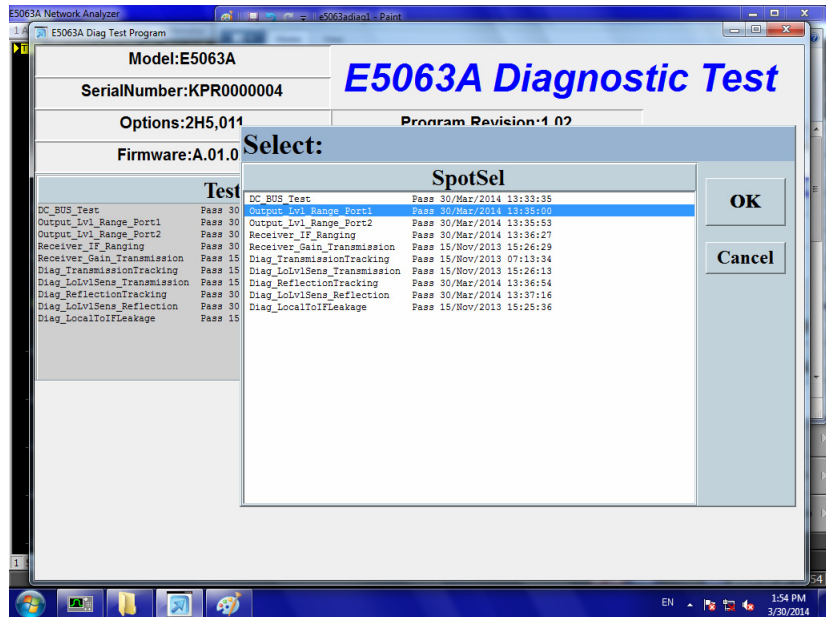 E5063A Network Analyzer
e5063adiag1 - Paint
E5063A Diag Test Program
Model:E5063A
E5063A Diagnostic Test
SerialNumber:KPR0000004
Options:2H5,011
Program Revision:1.02
Firmware:A.01.0
Select:
Test
SpotSel
DC_BUS_Test Pass 30
Output_Lvl_Range_Port1 Pass 30
Output_Lvl_Range_Port2 Pass 30
Receiver_IF_Ranging Pass 30
Receiver_Gain_Transmission Pass 15
Diag_TransmissionTracking Pass 15
Diag_LoLvlSens_Transmission Pass 15
Diag_ReflectionTracking Pass 30
Diag_LoLvlSens_Reflection Pass 30
Diag_LocalToIFLeakage Pass 15
DC_BUS_Test Pass 30/Mar/2014 13:33:35
Output_Lvl_Range_Port1 Pass 30/Mar/2014 13:35:00
Output_Lvl_Range_Port2 Pass 30/Mar/2014 13:35:53
Receiver_IF_Ranging Pass 30/Mar/2014 13:36:27
Receiver_Gain_Transmission Pass 15/Nov/2013 15:26:29
Diag_TransmissionTracking Pass 15/Nov/2013 07:13:34
Diag_LoLvlSens_Transmission Pass 15/Nov/2013 15:26:13
Diag_ReflectionTracking Pass 30/Mar/2014 13:36:54
Diag_LoLvlSens_Reflection Pass 30/Mar/2014 13:37:16
Diag_LocalToIFLeakage Pass 15/Nov/2013 15:25:36
OK
Cancel
EN
1:54 PM
3/30/2014